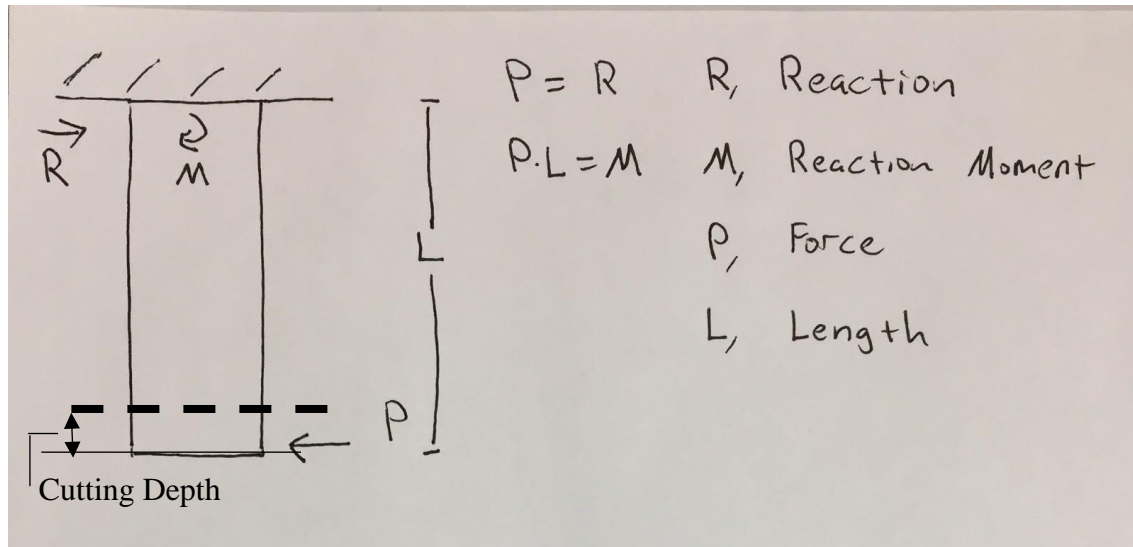 P = R R, Reaction
P·L = M M, Reaction Moment
P, Force
L, Length
R
M
L
P
Cutting Depth